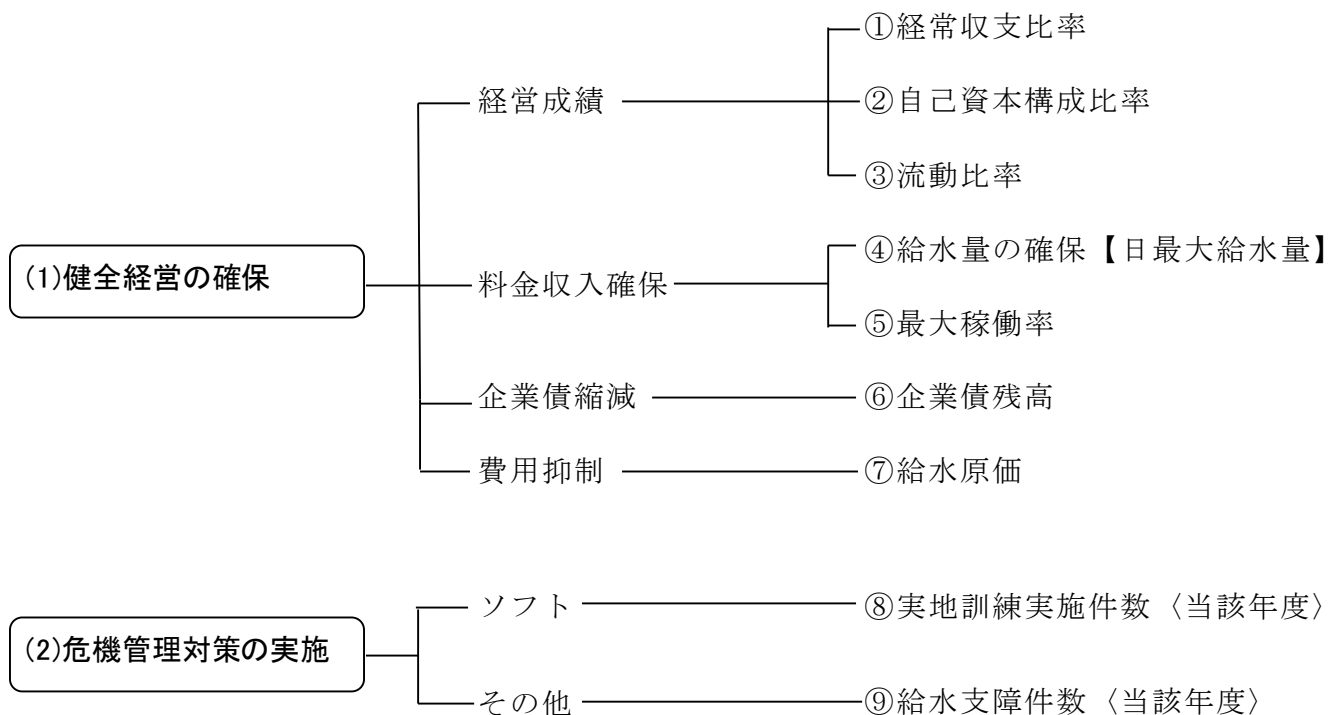 (1)健全経営の確保
経営成績
①経常収支比率
②自己資本構成比率
③流動比率
料金収入確保
④給水量の確保【日最大給水量】
⑤最大稼働率
企業債縮減
⑥企業債残高
費用抑制
⑦給水原価
(2)危機管理対策の実施
ソフト
⑧実地訓練実施件数〈当該年度〉
その他
⑨給水支障件数〈当該年度〉